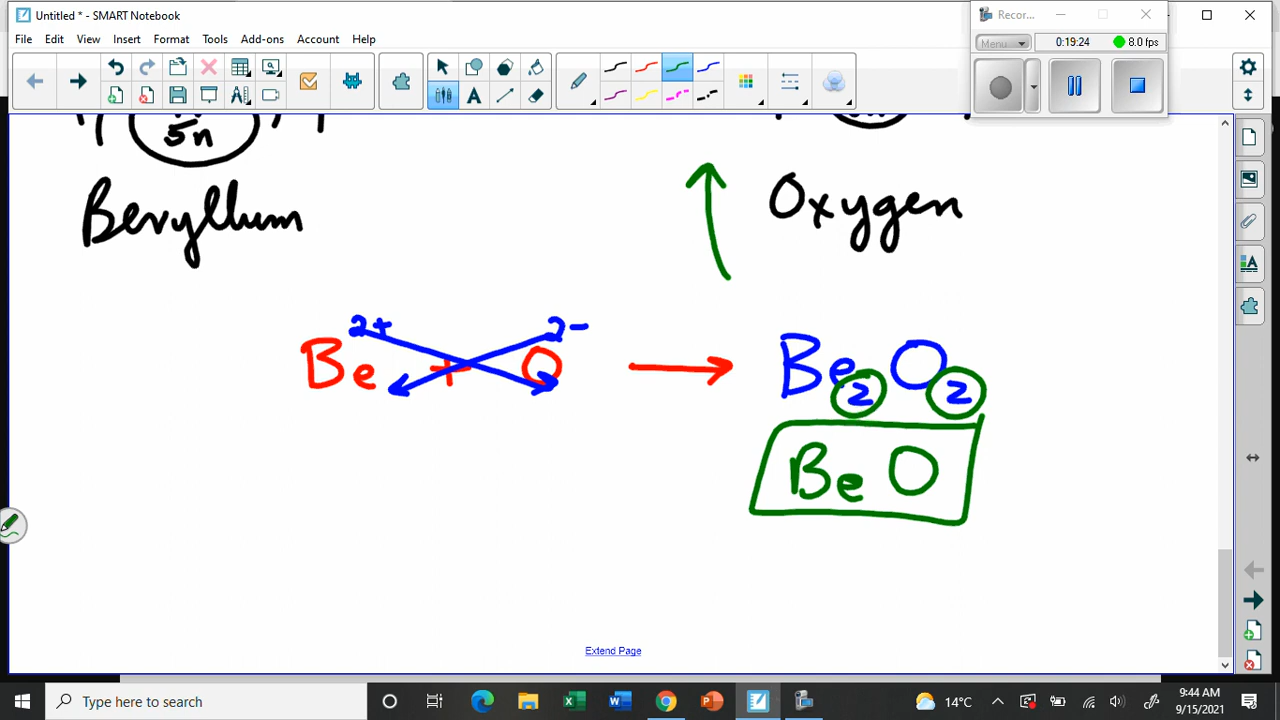 Untitled * - SMART Notebook
Recor...
File Edit View Insert Format Tools Add-ons Account Help
Menu
0:19:24
8.0 fps
5n
Beryllum
Oxygen
2+ 2-
Be + O → Be2O2
Be O
Extend Page
Type here to search
14°C
9:44 AM
9/15/2021